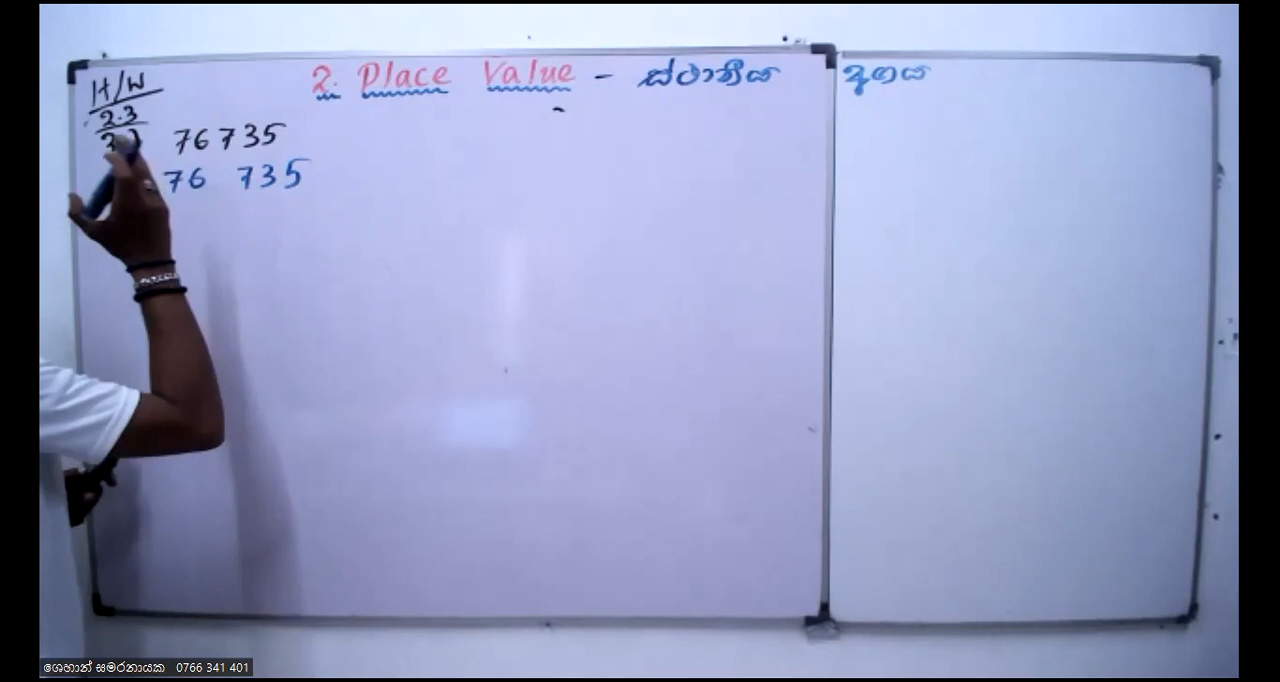 H/W
2. Place Value - ස්ථානීය අගය
2.3
76735
76 735
ශෙහාන් සමරනායක 0766 341 401